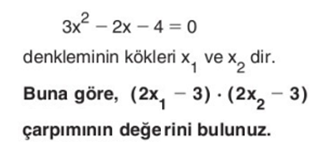 3x² – 2x – 4 = 0
denkleminin kökleri x₁ ve x₂ dir.
Buna göre, (2x₁ – 3) · (2x₂ – 3)
çarpımının değerini bulunuz.